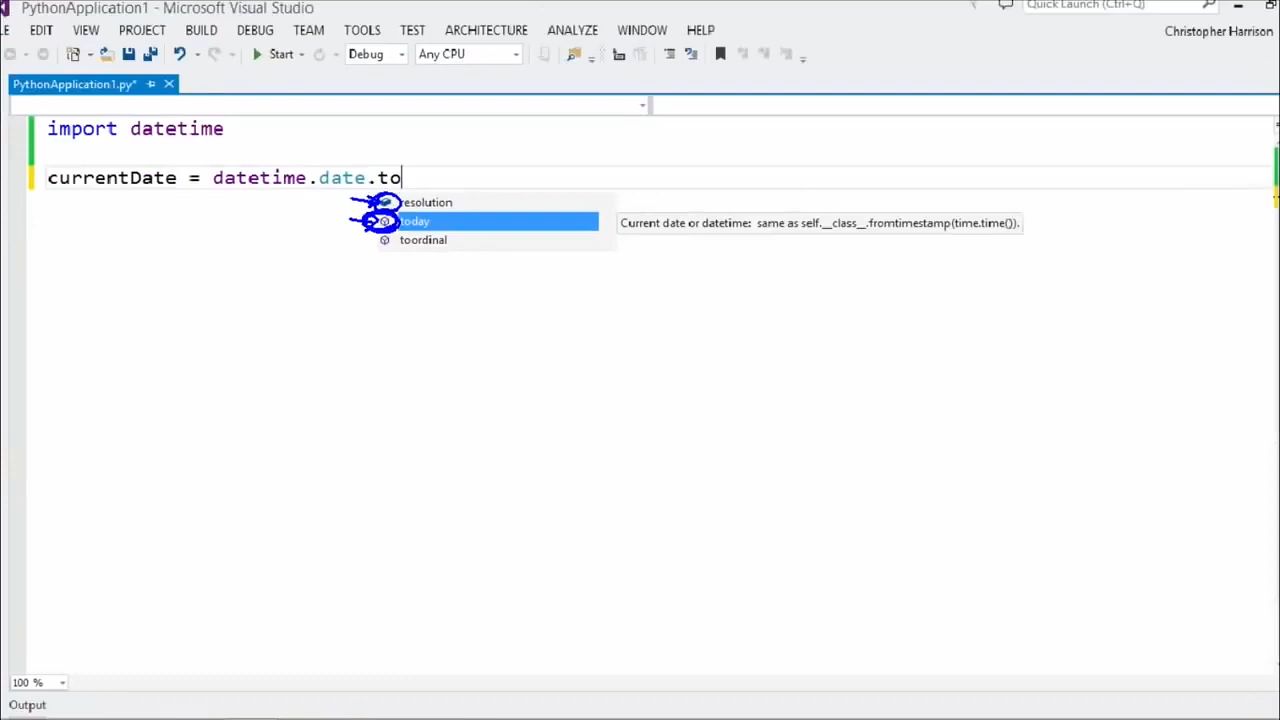 PythonApplication1 - Microsoft Visual Studio
Quick Launch (Ctrl+Q)
LE EDIT VIEW PROJECT BUILD DEBUG TEAM TOOLS TEST ARCHITECTURE ANALYZE WINDOW HELP
Christopher Harrison
Start Debug Any CPU
PythonApplication1.py*
import datetime
currentDate = datetime.date.to
resolution
today
Current date or datetime: same as self.__class__.fromtimestamp(time.time()).
toordinal
100 %
Output